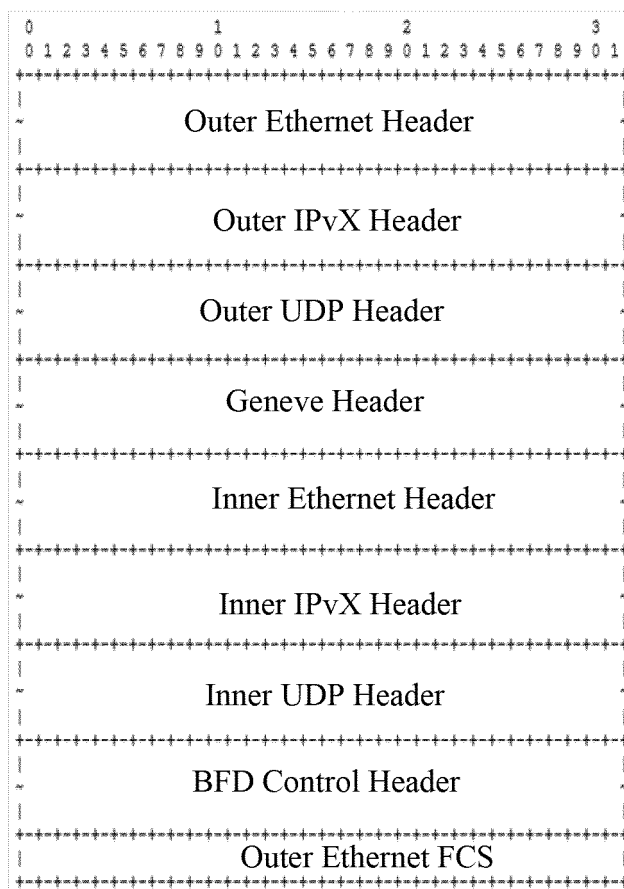 0 1 2 3
0 1 2 3 4 5 6 7 8 9 0 1 2 3 4 5 6 7 8 9 0 1 2 3 4 5 6 7 8 9 0 1
Outer Ethernet Header
Outer IPvX Header
Outer UDP Header
Geneve Header
Inner Ethernet Header
Inner IPvX Header
Inner UDP Header
BFD Control Header
Outer Ethernet FCS